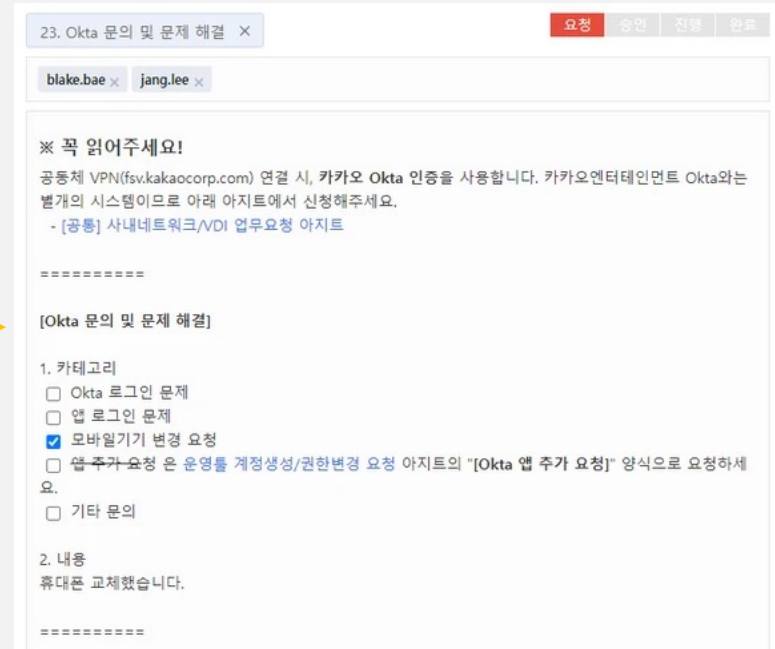 23. Okta 문의 및 문제 해결 ×
요청 승인 진행 완료
blake.bae × jang.lee ×
※ 꼭 읽어주세요!
공동체 VPN(fsv.kakaocorp.com) 연결 시, 카카오 Okta 인증을 사용합니다. 카카오엔터테인먼트 Okta와는
별개의 시스템이므로 아래 아지트에서 신청해주세요.
- [공통] 사내네트워크/VDI 업무요청 아지트
==========
[Okta 문의 및 문제 해결]
1. 카테고리
Okta 로그인 문제
앱 로그인 문제
모바일기기 변경 요청
앱 추가 요청 은 운영툴 계정생성/권한변경 요청 아지트의 "[Okta 앱 추가 요청]" 양식으로 요청하세
요.
기타 문의
2. 내용
휴대폰 교체했습니다.
==========